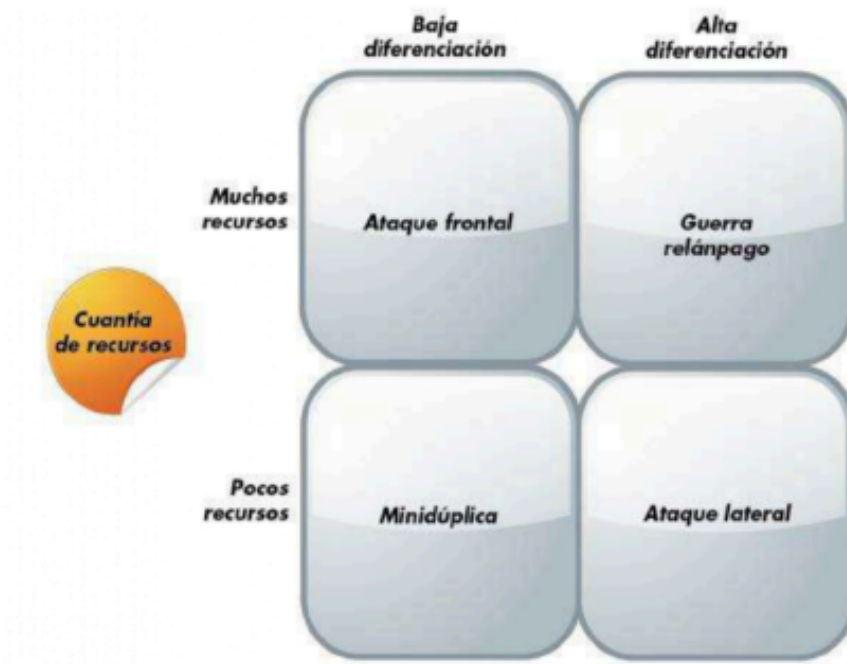 Baja
diferenciación
Alta
diferenciación
Muchos
recursos
Ataque frontal
Guerra
relánpago
Cuantía
de recursos
Pocos
recursos
Minidúplica
Ataque lateral